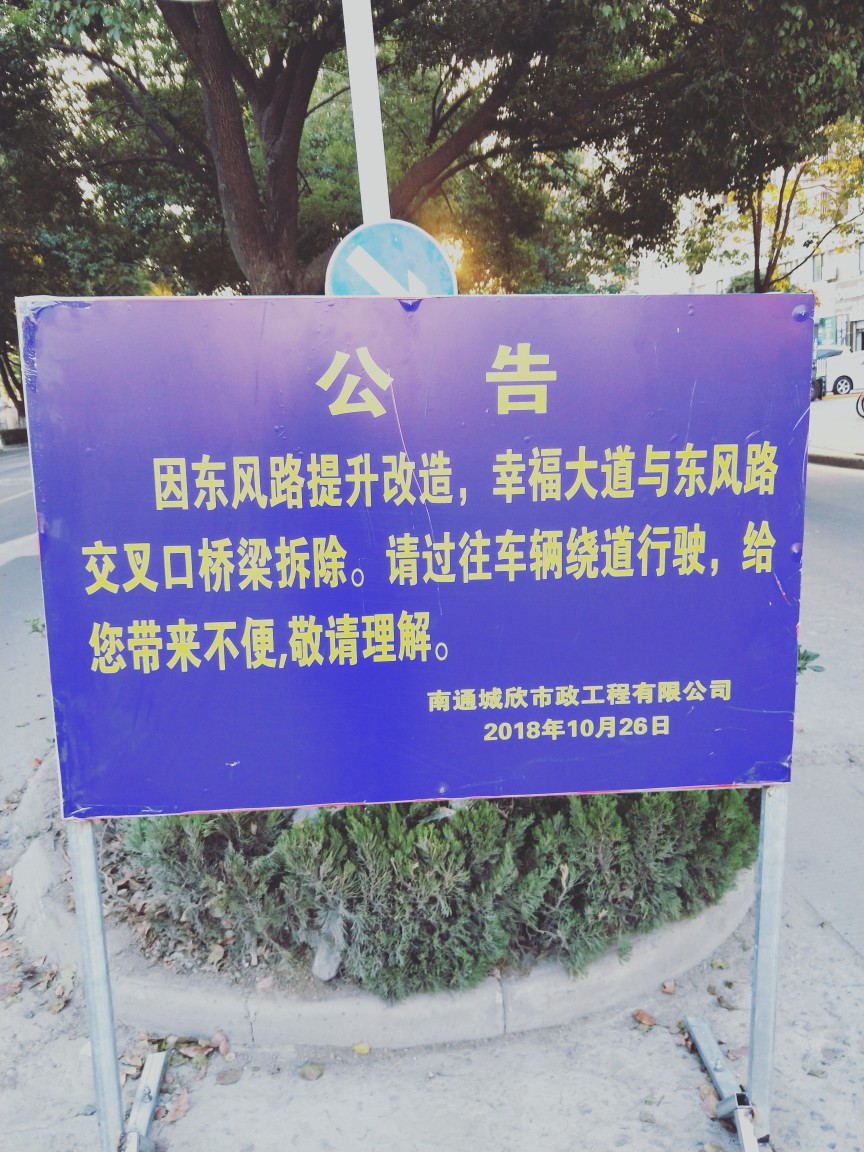 公 告
因东风路提升改造，幸福大道与东风路
交叉口桥梁拆除。请过往车辆绕道行驶，给
您带来不便,敬请理解。
南通城欣市政工程有限公司
2018年10月26日